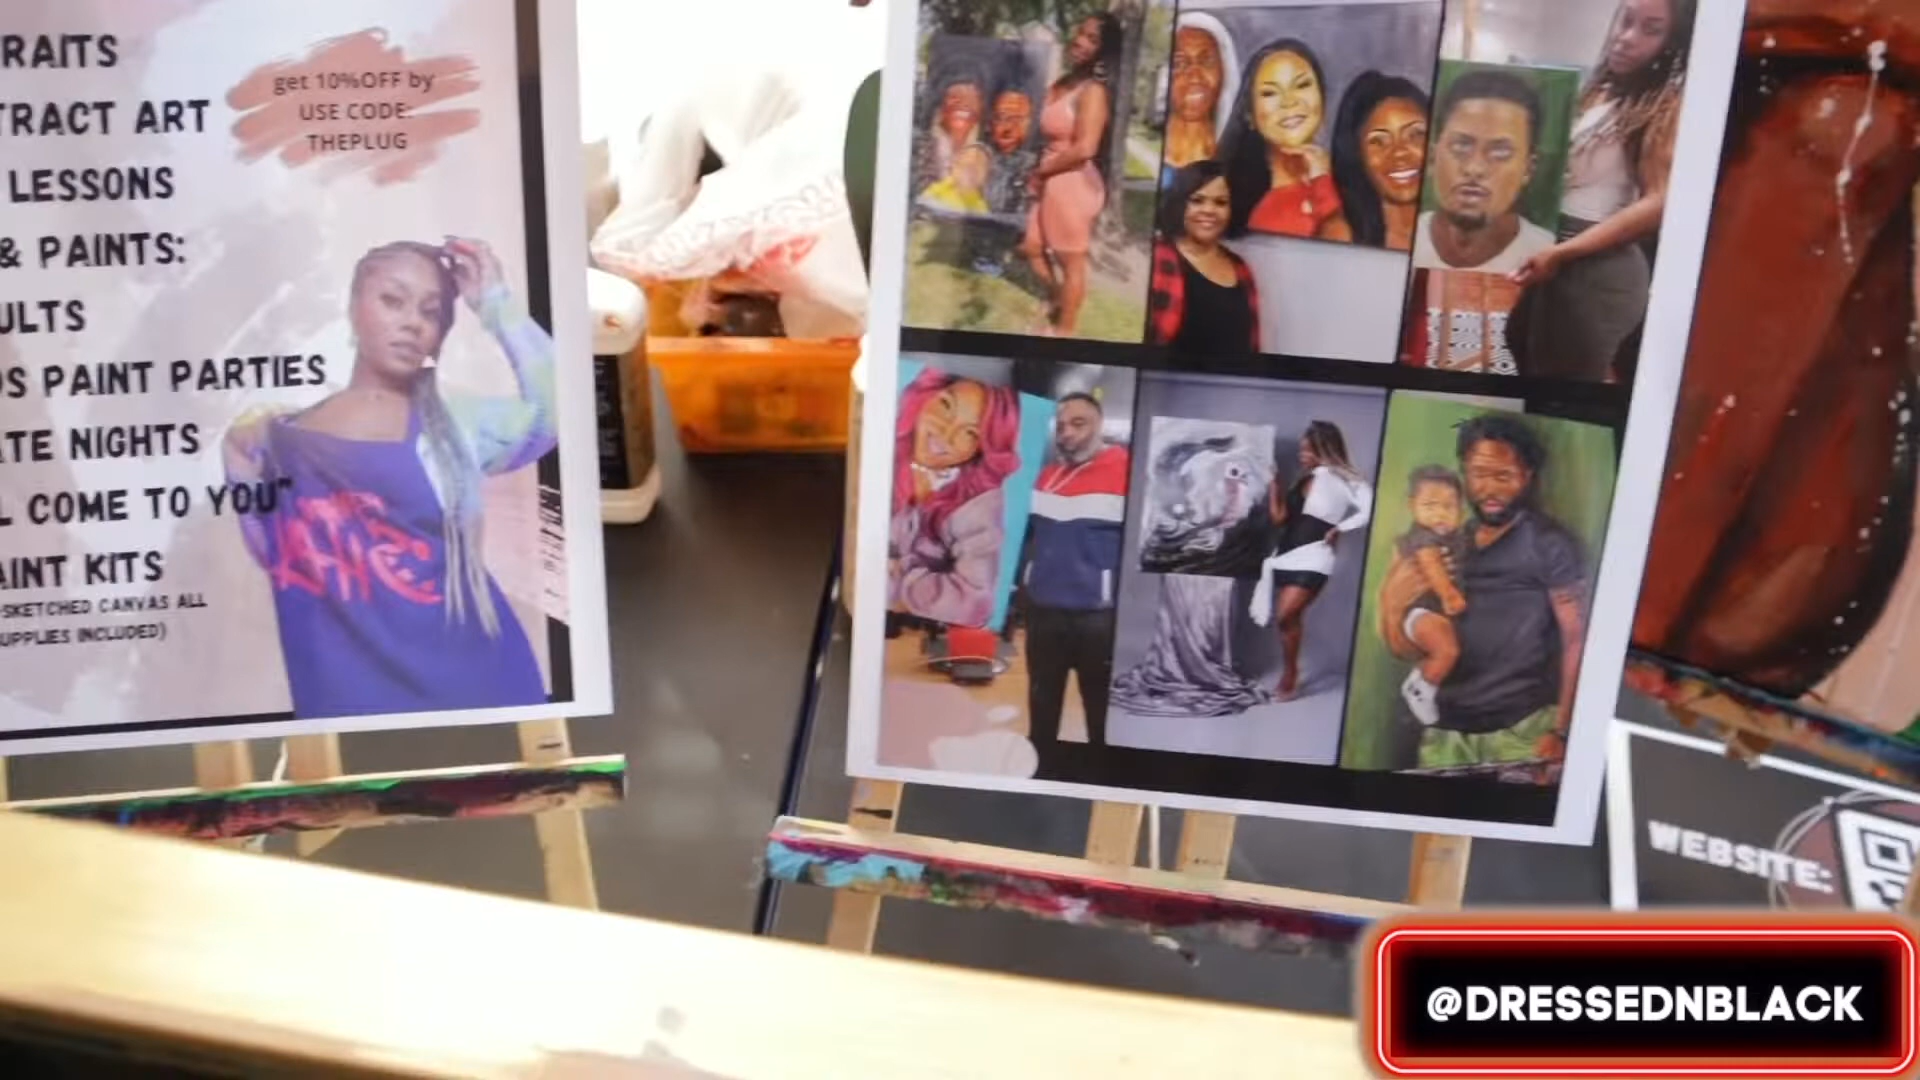 RAITS
TRACT ART
LESSONS
& PAINTS:
ULTS
DS PAINT PARTIES
ATE NIGHTS
L COME TO YOU"
AINT KITS
-SKETCHED CANVAS ALL
UPPLIES INCLUDED)
get 10%OFF by
USE CODE:
THEPLUG
WEBSITE:
@DRESSEDNBLACK